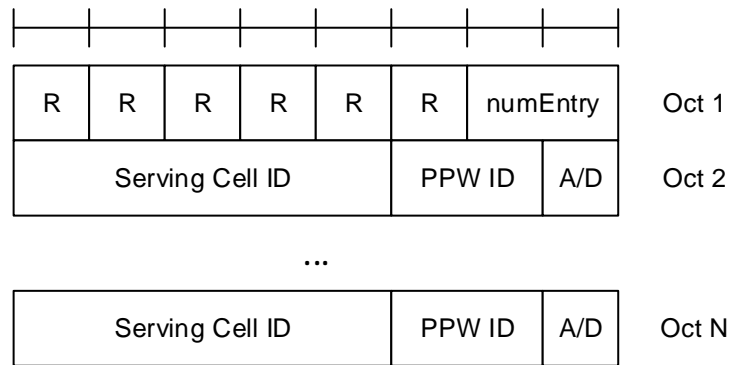 R R R R R R numEntry Oct 1
Serving Cell ID PPW ID A/D Oct 2
...
Serving Cell ID PPW ID A/D Oct N